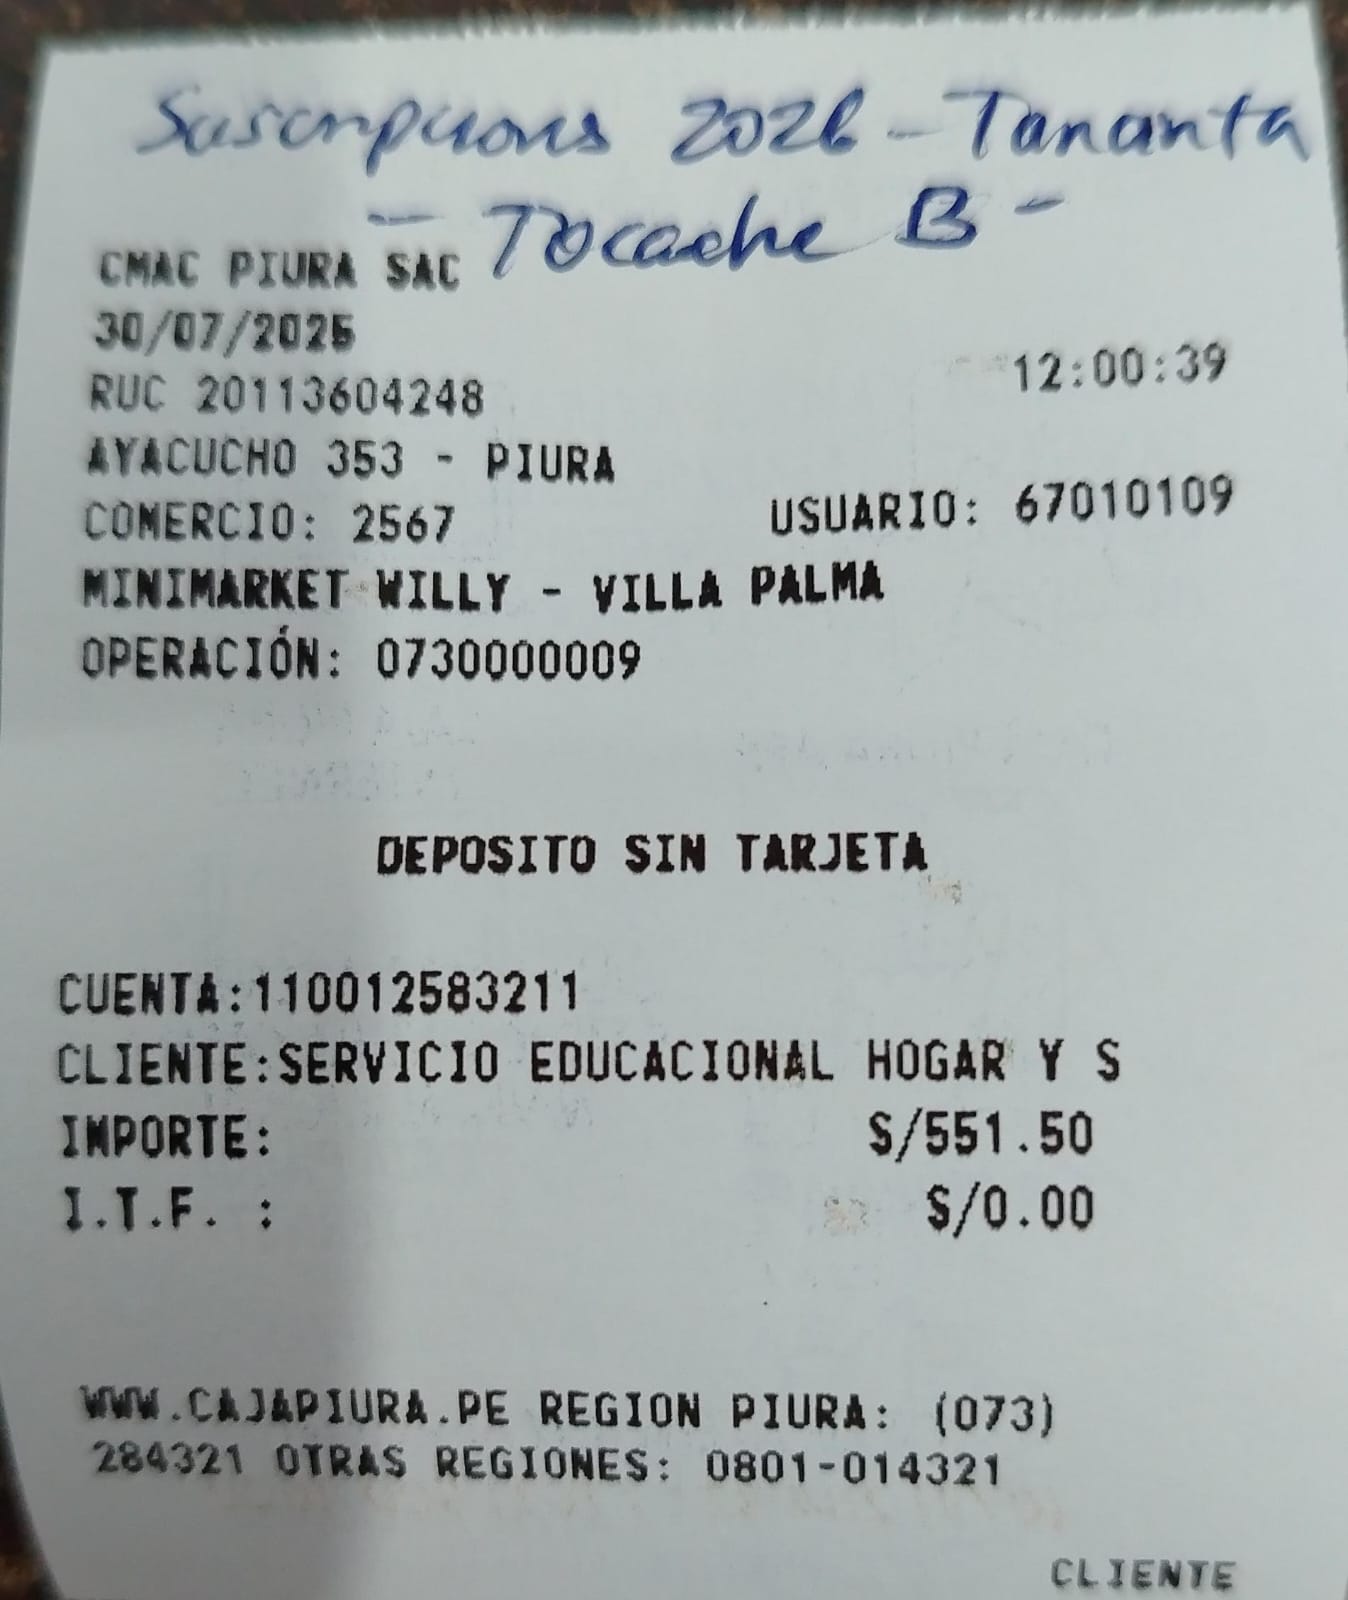 Suscripciones 2026 - Tananta
- Tocache B -
CMAC PIURA SAC
30/07/2025
12:00:39
RUC 20113604248
AYACUCHO 353 - PIURA
COMERCIO: 2567 USUARIO: 67010109
MINIMARKET WILLY - VILLA PALMA
OPERACIÓN: 0730000009
DEPOSITO SIN TARJETA
CUENTA:110012583211
CLIENTE:SERVICIO EDUCACIONAL HOGAR Y S
IMPORTE: S/551.50
I.T.F. : S/0.00
WWW.CAJAPIURA.PE REGION PIURA: (073)
284321 OTRAS REGIONES: 0801-014321
CLIENTE